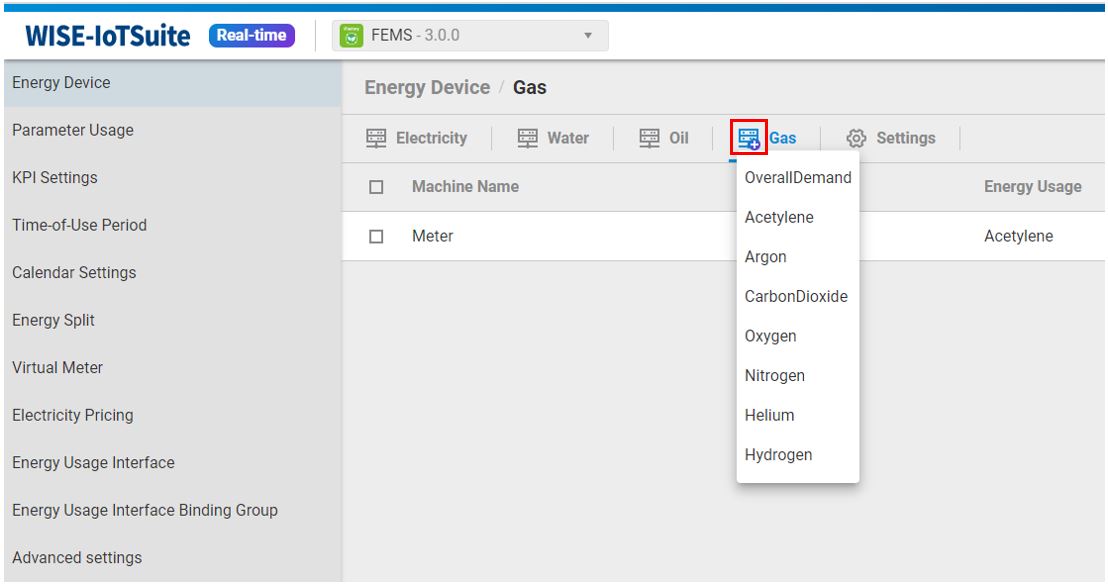 WISE-IoTSuite Real-time FEMS - 3.0.0
Energy Device
Parameter Usage
KPI Settings
Time-of-Use Period
Calendar Settings
Energy Split
Virtual Meter
Electricity Pricing
Energy Usage Interface
Energy Usage Interface Binding Group
Advanced settings
Energy Device / Gas
Electricity Water Oil Gas Settings
Machine Name Energy Usage
Meter Acetylene
OverallDemand
Acetylene
Argon
CarbonDioxide
Oxygen
Nitrogen
Helium
Hydrogen